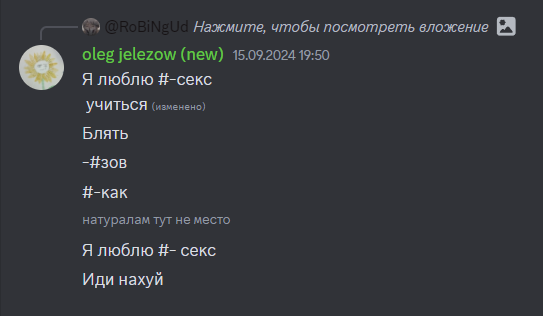 @RoBiNgUd Нажмите, чтобы посмотреть вложение
oleg jelezow (new) 15.09.2024 19:50
Я люблю #-секс
учиться (изменено)
Блять
-#зов
#-как
натуралам тут не место
Я люблю #- секс
Иди нахуй